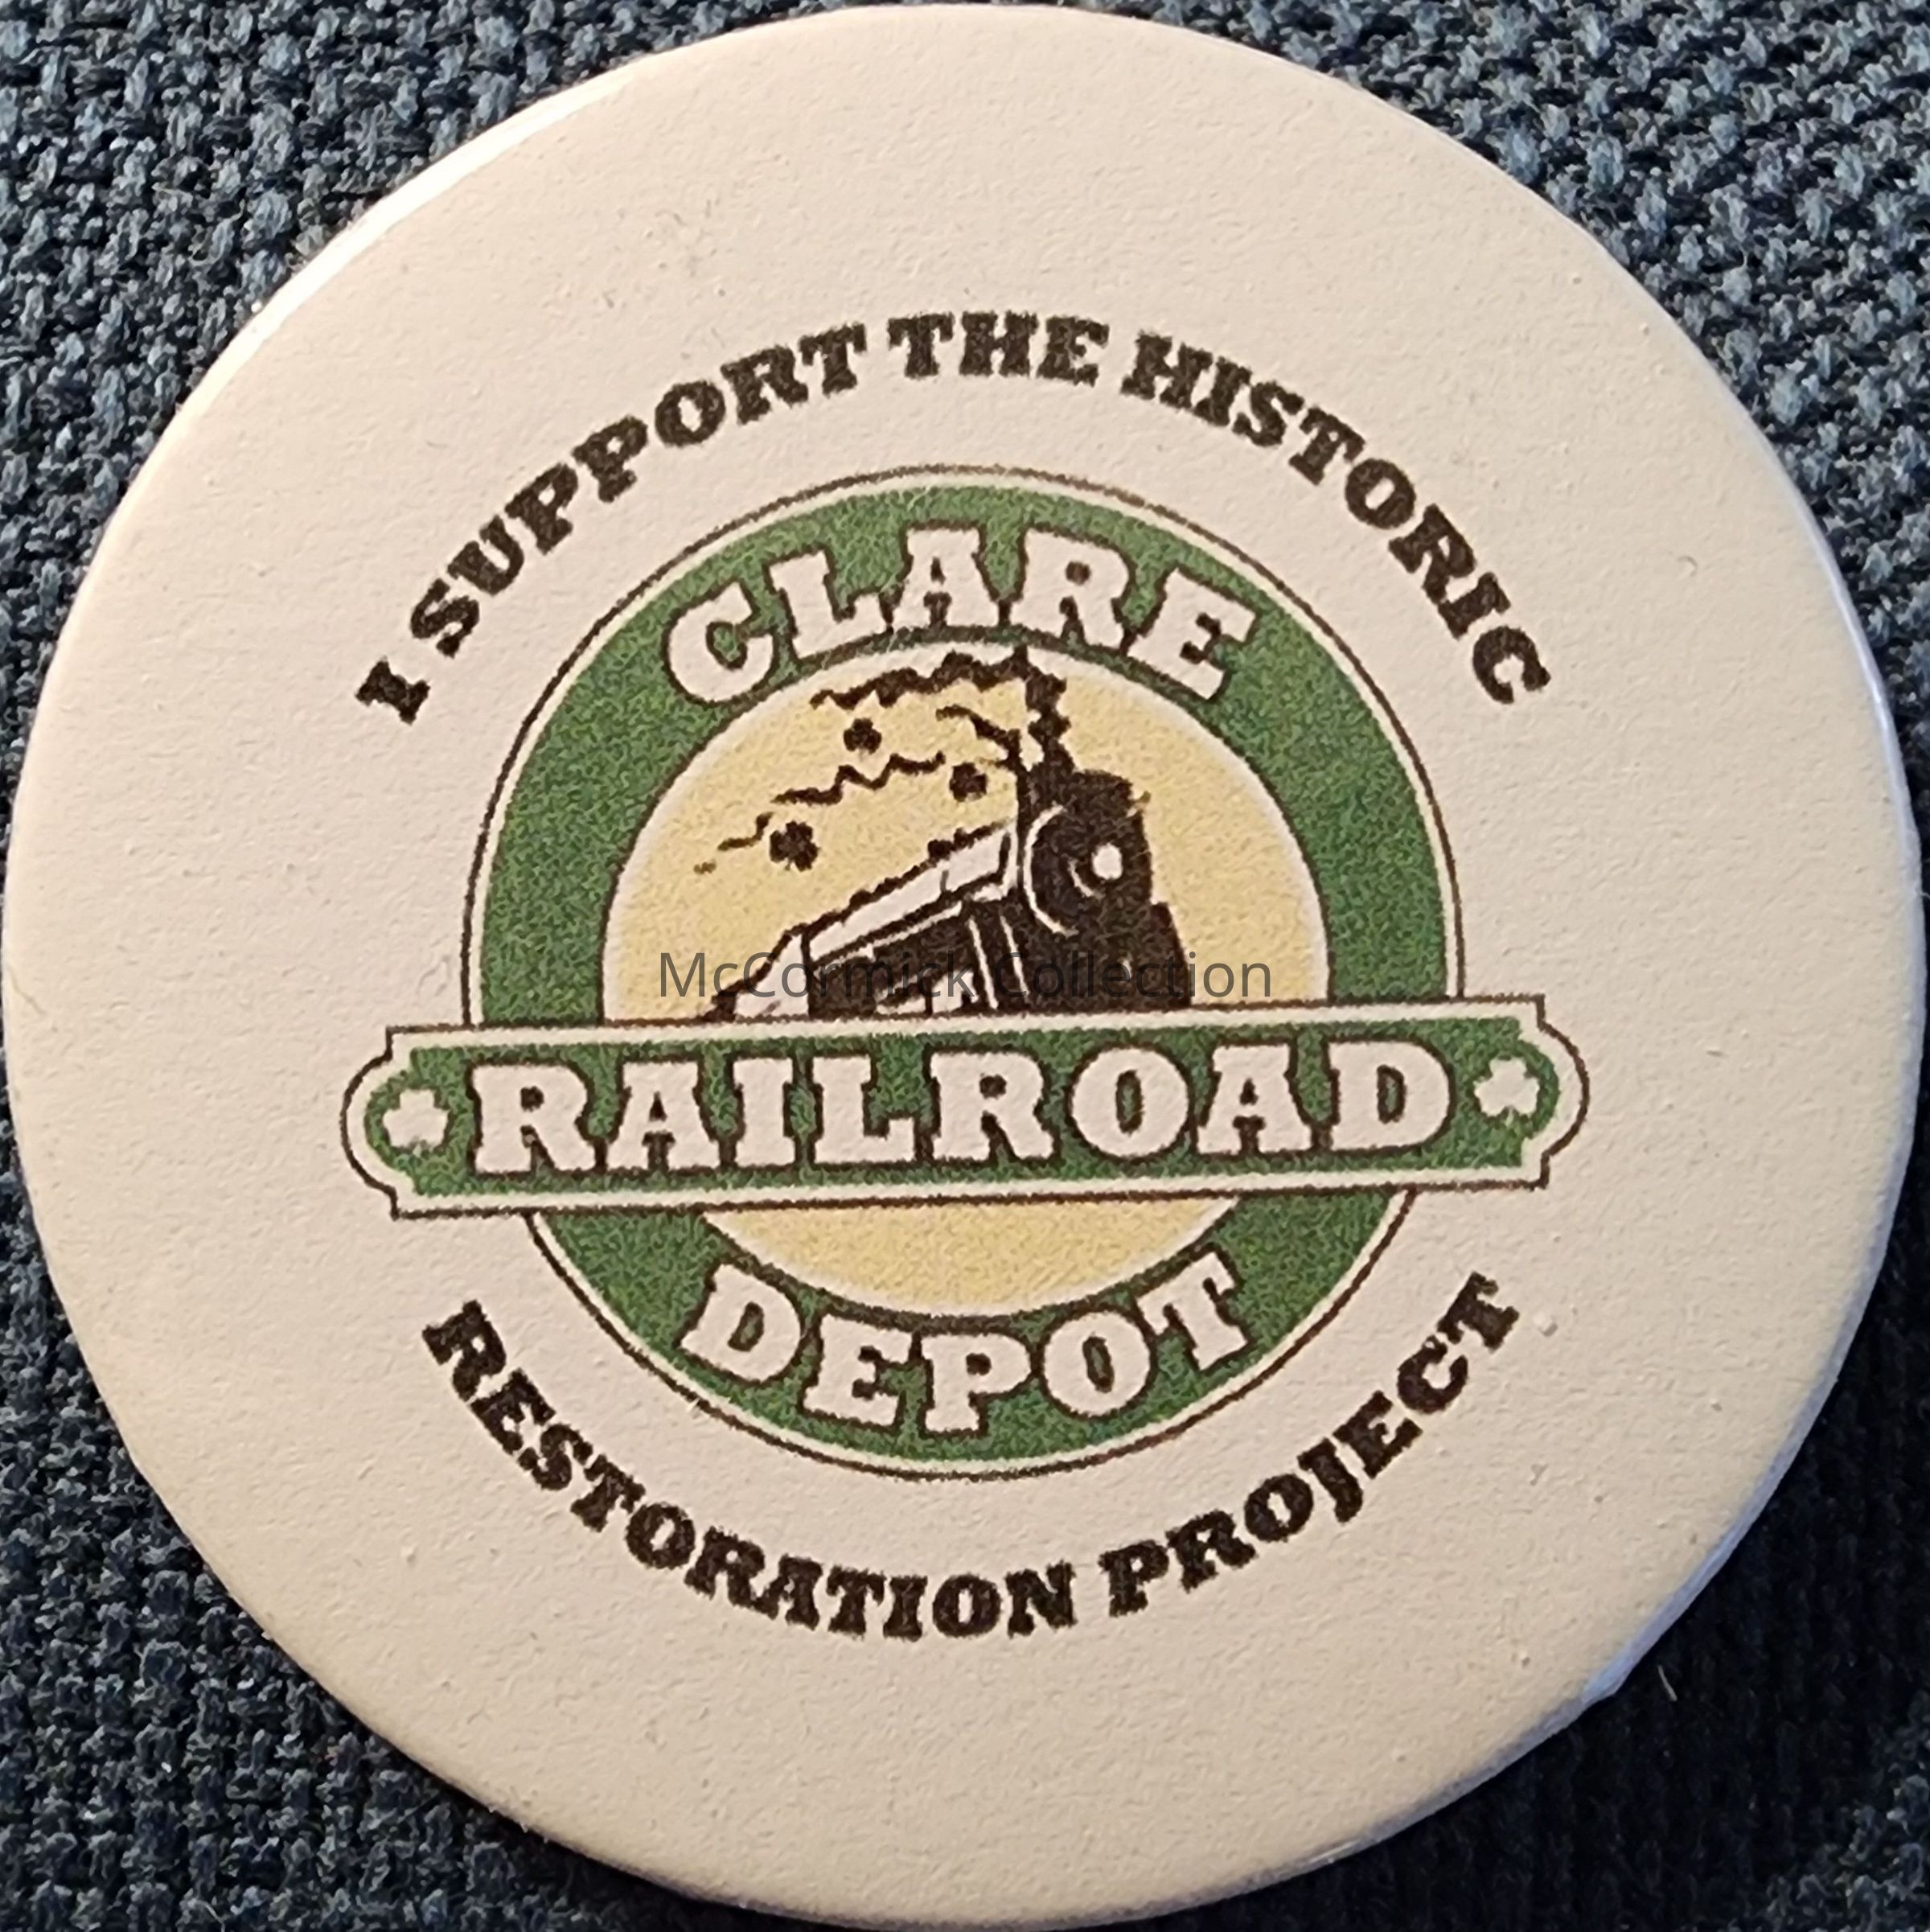 I SUPPORT THE HISTORIC
CLARE
McCormick Collection
RAILROAD
DEPOT
RESTORATION PROJECT